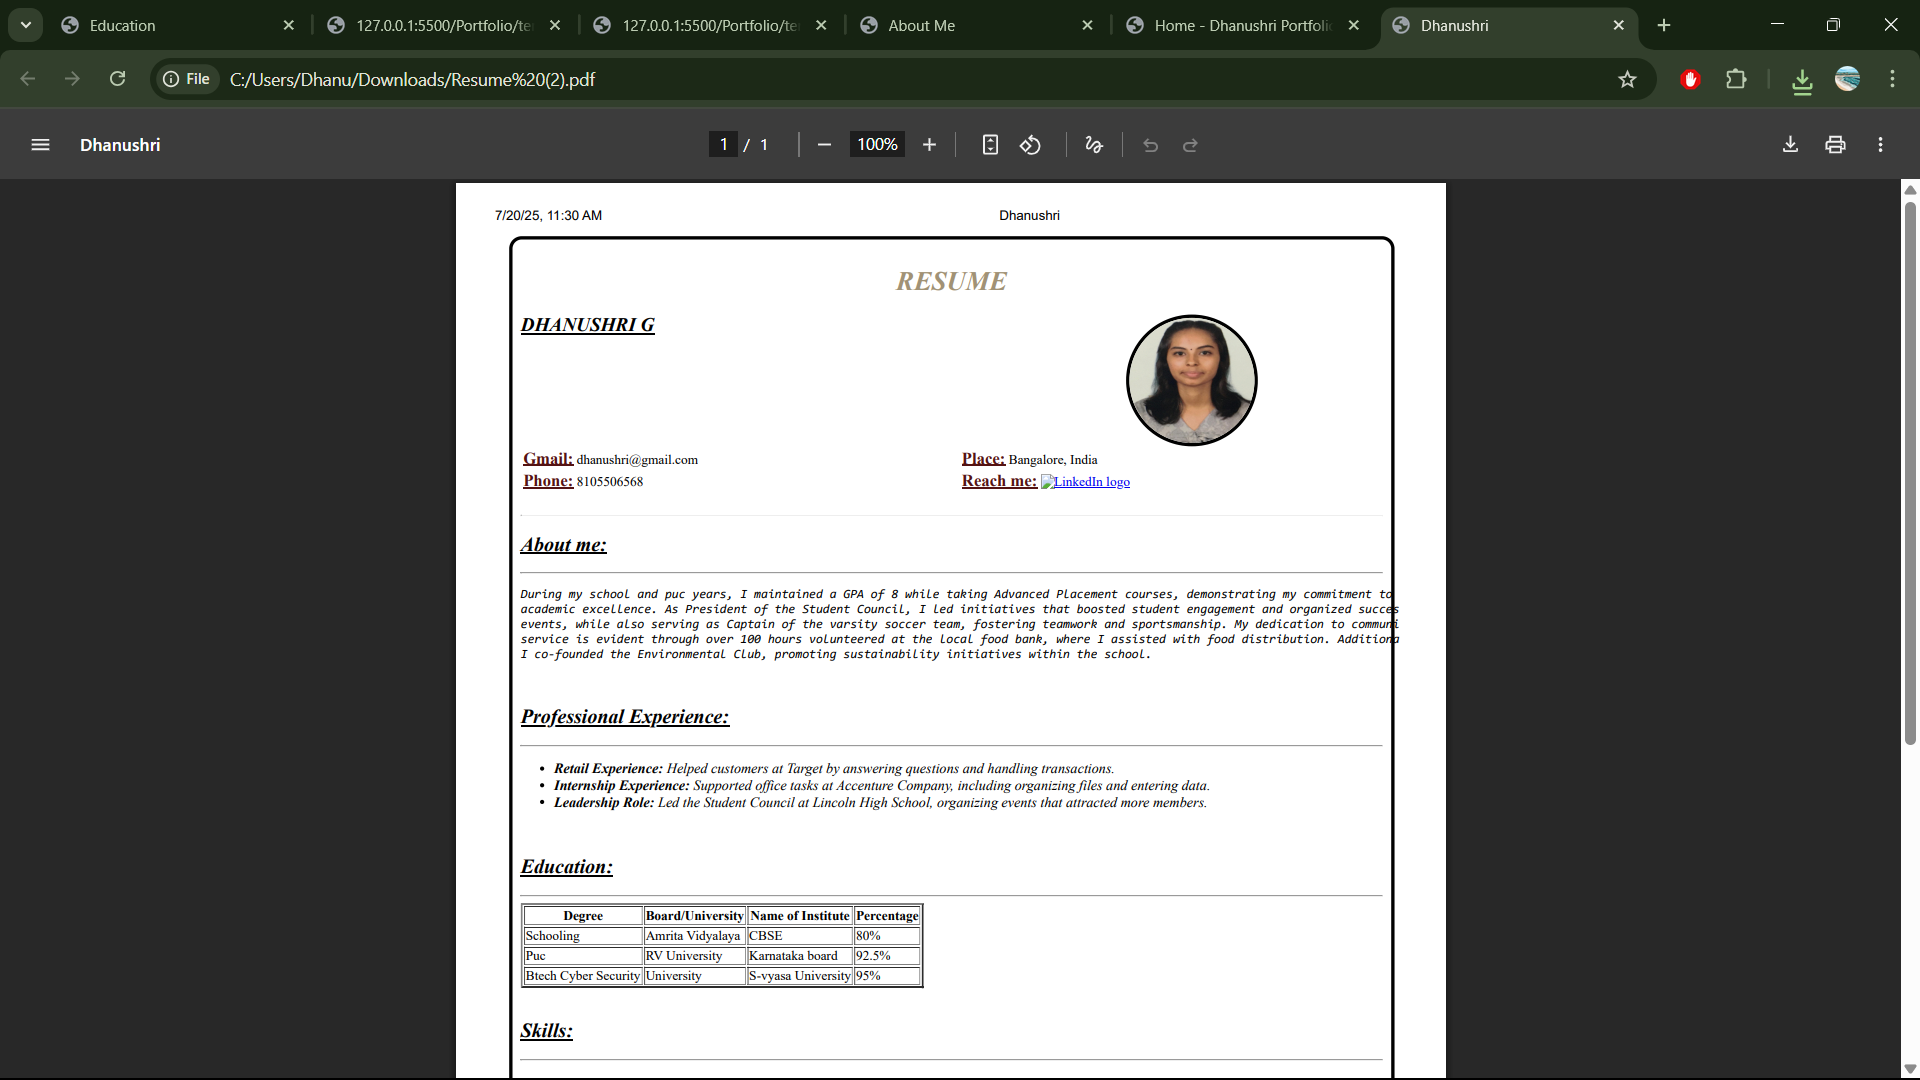 Education
127.0.0.1:5500/Portfolio/te
127.0.0.1:5500/Portfolio/te
About Me
Home - Dhanushri Portfolio
Dhanushri
File C:/Users/Dhanu/Downloads/Resume%20(2).pdf
Dhanushri
1 / 1
100%
7/20/25, 11:30 AM Dhanushri
RESUME
DHANUSHRI G
Gmail: dhanushri@gmail.com Place: Bangalore, India
Phone: 8105506568 Reach me: LinkedIn logo
About me:
During my school and puc years, I maintained a GPA of 8 while taking Advanced Placement courses, demonstrating my commitment to
academic excellence. As President of the Student Council, I led initiatives that boosted student engagement and organized succes
events, while also serving as Captain of the varsity soccer team, fostering teamwork and sportsmanship. My dedication to communi
service is evident through over 100 hours volunteered at the local food bank, where I assisted with food distribution. Additiona
I co-founded the Environmental Club, promoting sustainability initiatives within the school.
Professional Experience:
• Retail Experience: Helped customers at Target by answering questions and handling transactions.
• Internship Experience: Supported office tasks at Accenture Company, including organizing files and entering data.
• Leadership Role: Led the Student Council at Lincoln High School, organizing events that attracted more members.
Education:
Degree Board/University Name of Institute Percentage
Schooling Amrita Vidyalaya CBSE 80%
Puc RV University Karnataka board 92.5%
Btech Cyber Security University S-vyasa University 95%
Skills: